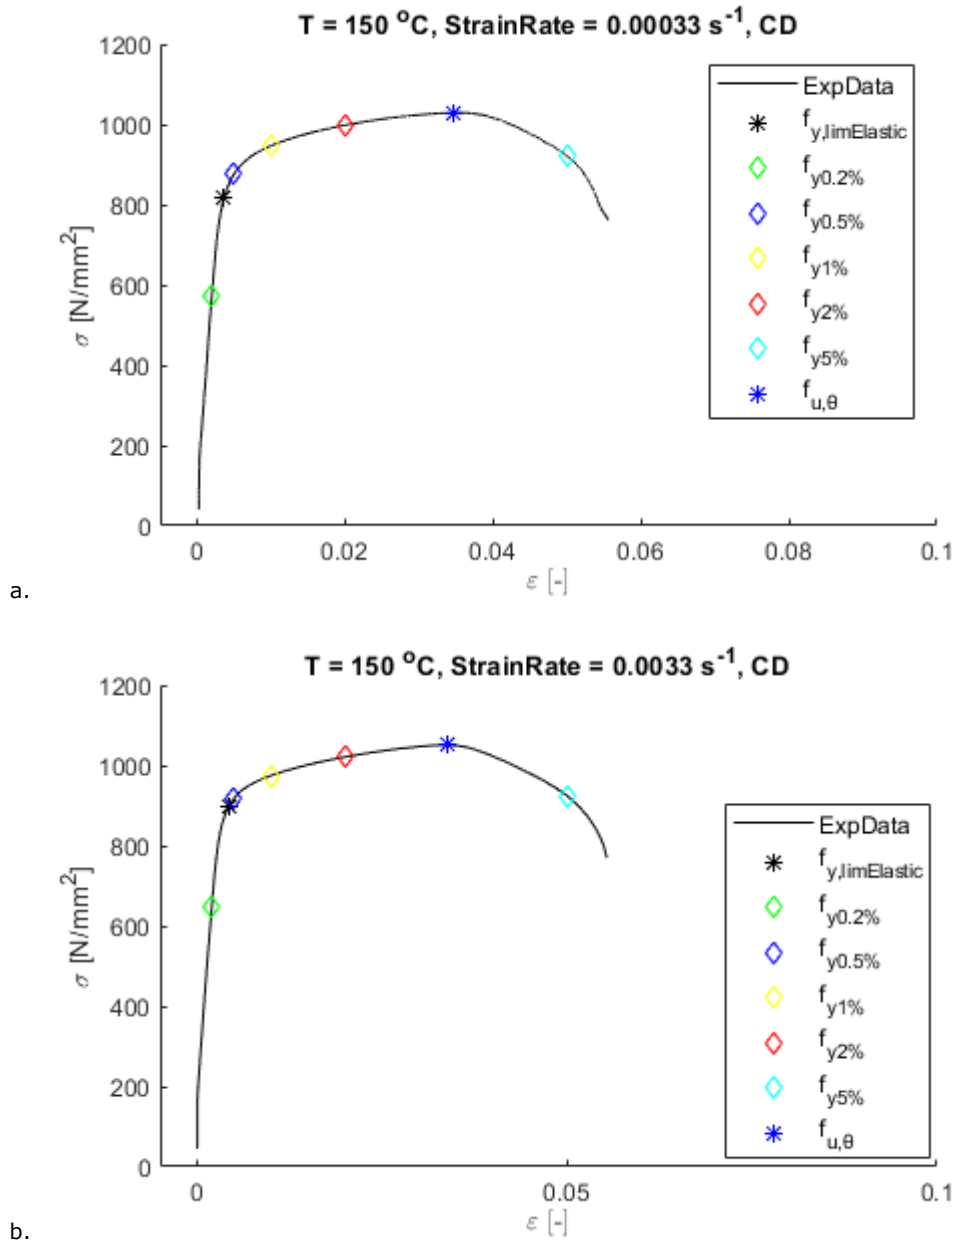 T = 150 °C, StrainRate = 0.00033 s⁻¹, CD
1200
1000
800
600
400
200
0
σ [N/mm²]
0 0.02 0.04 0.06 0.08 0.1
ε [-]
ExpData
f_y,limElastic
f_y0.2%
f_y0.5%
f_y1%
f_y2%
f_y5%
f_u,θ
a.
T = 150 °C, StrainRate = 0.0033 s⁻¹, CD
1200
1000
800
600
400
200
0
σ [N/mm²]
0 0.05 0.1
ε [-]
ExpData
f_y,limElastic
f_y0.2%
f_y0.5%
f_y1%
f_y2%
f_y5%
f_u,θ
b.